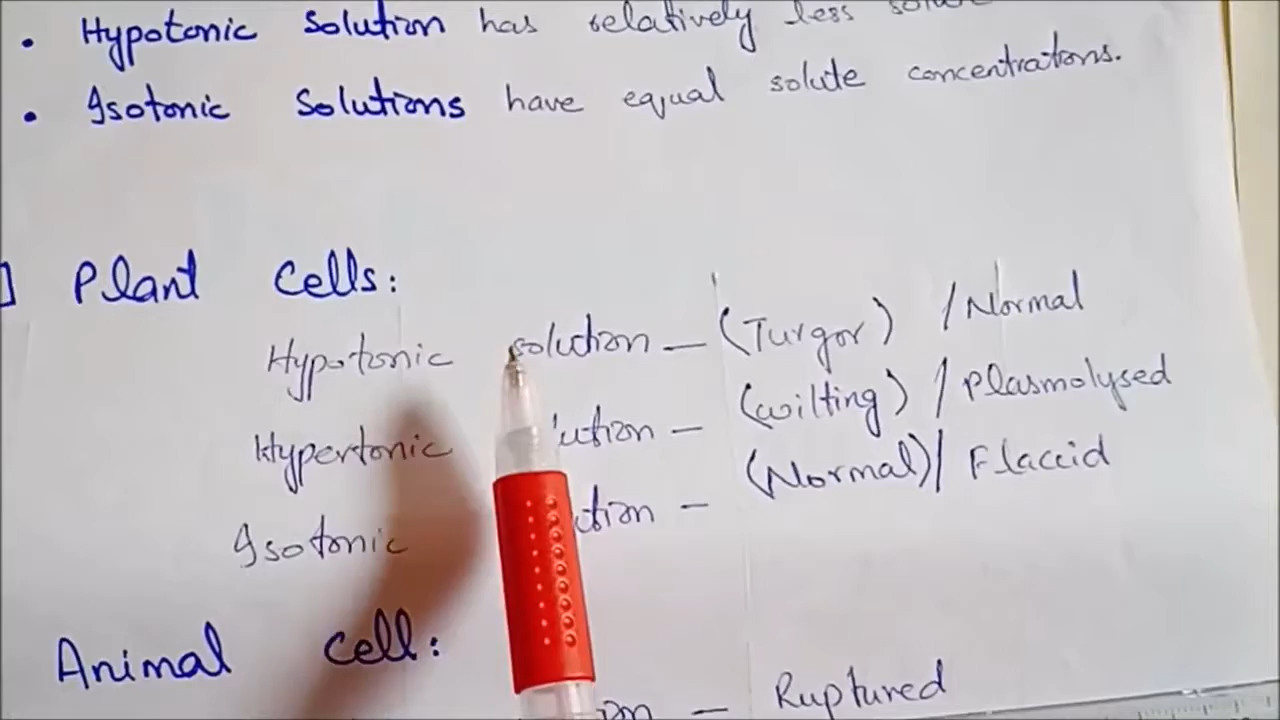 • Hypotonic Solution has relatively less
• Isotonic Solutions have equal solute concentrations.
Plant Cells:
Hypotonic solution — (Turgor) / Normal
Hypertonic — (Wilting) / Plasmolysed
Isotonic — (Normal) / Flaccid
Animal Cell:
— Ruptured